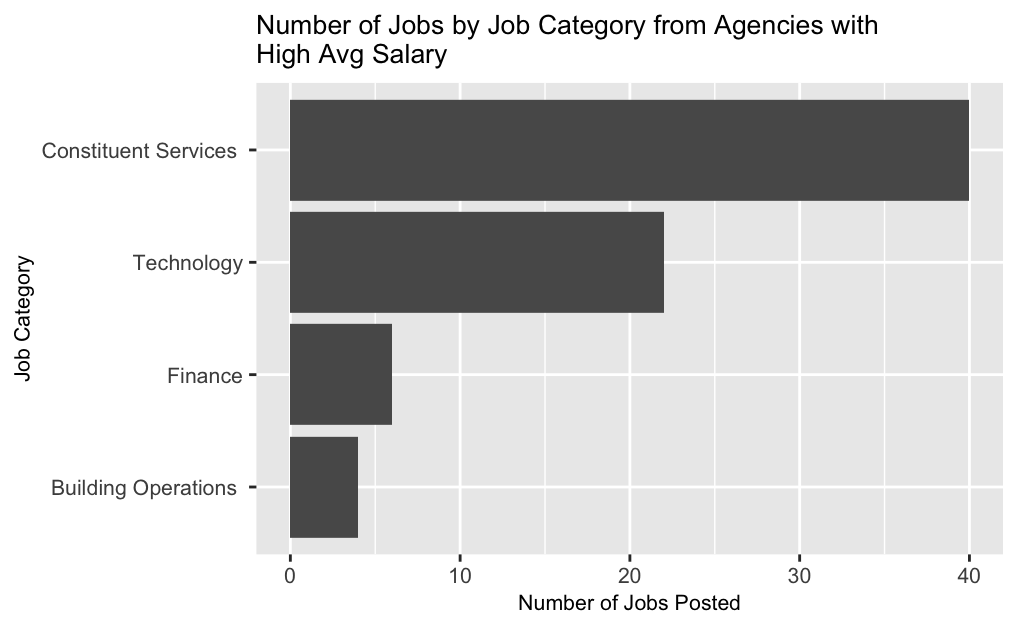 Number of Jobs by Job Category from Agencies with
High Avg Salary
Job Category
Constituent Services
Technology
Finance
Building Operations
0 10 20 30 40
Number of Jobs Posted